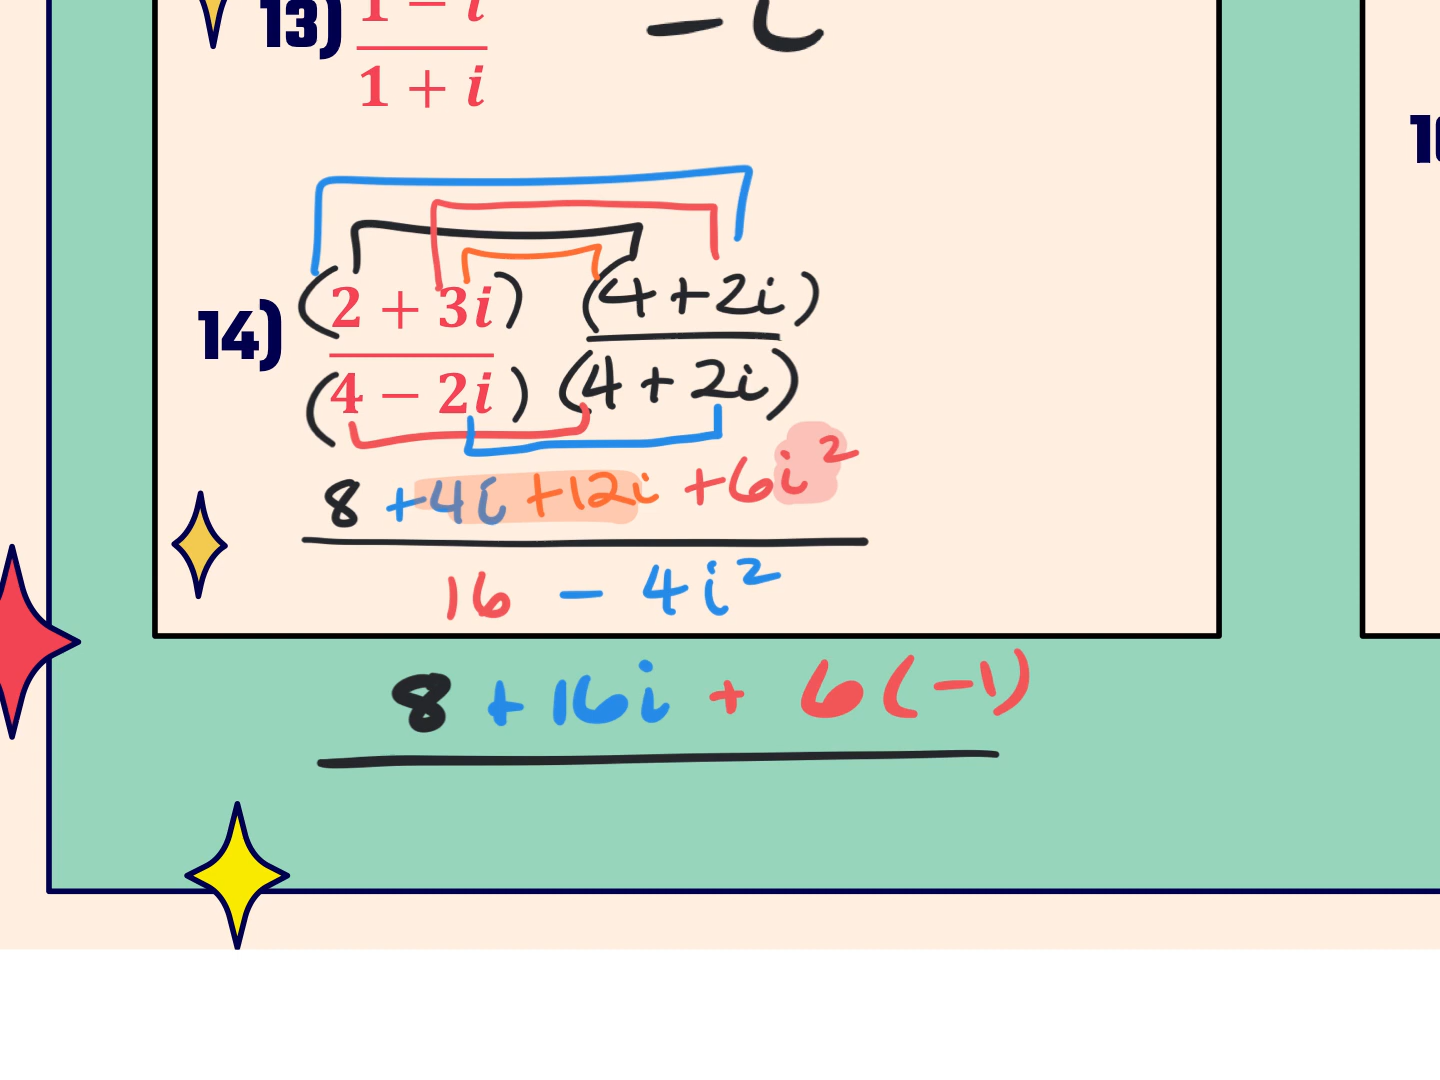 13) 1 − i − i
1 + i
14) (2 + 3i) (4 + 2i)
(4 − 2i) (4 + 2i)
8 + 4i + 12i + 6i²
16 − 4i²
8 + 16i + 6(−1)